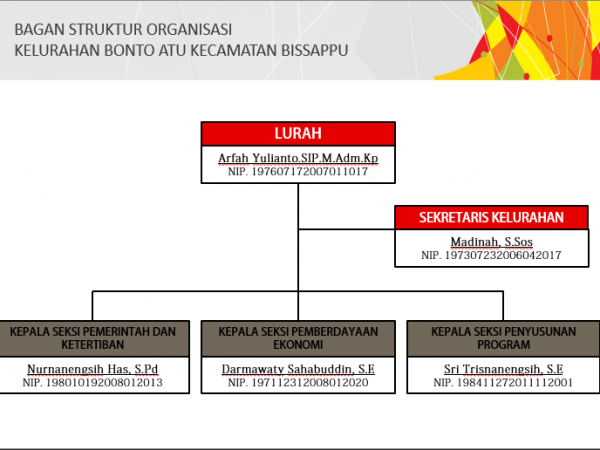 BAGAN STRUKTUR ORGANISASI
KELURAHAN BONTO ATU KECAMATAN BISSAPPU
LURAH
Arfah Yulianto.SIP.M.Adm.Kp
NIP. 197607172007011017
SEKRETARIS KELURAHAN
Madinah, S.Sos
NIP. 197307232006042017
KEPALA SEKSI PEMERINTAH DAN
KETERTIBAN
Nurnanengsih Has, S.Pd
NIP. 198010192008012013
KEPALA SEKSI PEMBERDAYAAN
EKONOMI
Darmawaty Sahabuddin, S.E
NIP. 197112312008012020
KEPALA SEKSI PENYUSUNAN
PROGRAM
Sri Trisnanengsih, S.E
NIP. 198411272011112001